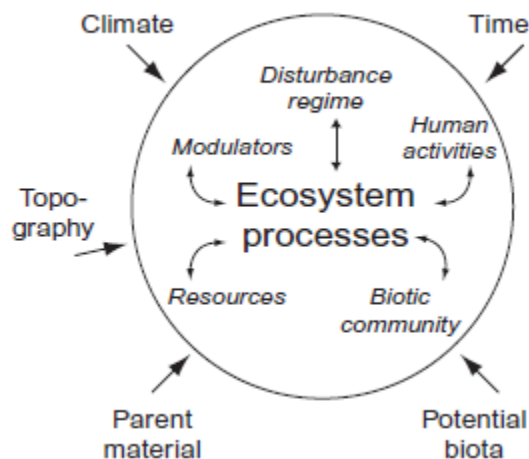 Climate
Time
Disturbance
regime
Modulators
Human
activities
Ecosystem
processes
Topo-
graphy
Resources
Biotic
community
Parent
material
Potential
biota